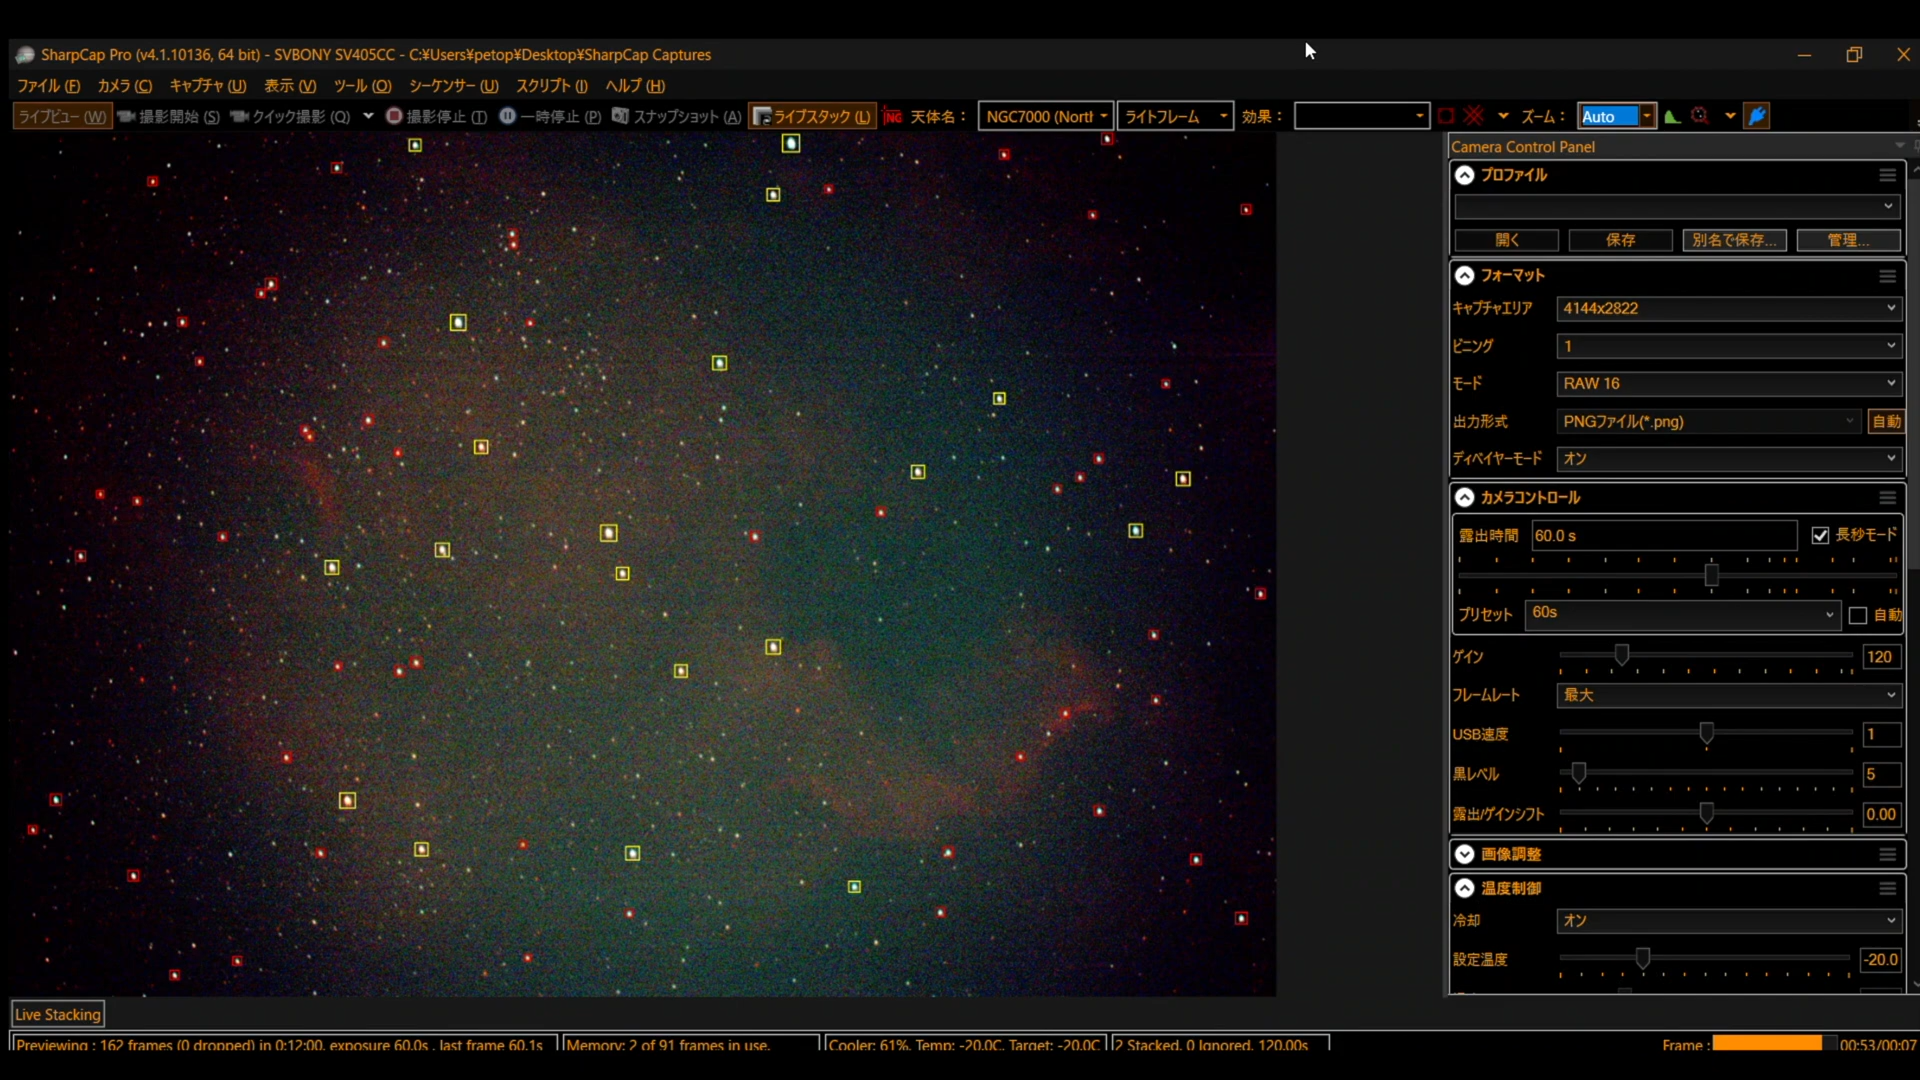 SharpCap Pro (v4.1.10136, 64 bit) - SVBONY SV405CC - C:¥Users¥petop¥Desktop¥SharpCap Captures
ファイル (F) カメラ (C) キャプチャ (U) 表示 (V) ツール (O) シーケンサー (U) スクリプト (I) ヘルプ (H)
ライブビュー (W) 撮影開始 (S) クイック撮影 (Q) 撮影停止 (T) 一時停止 (P) スナップショット (A) ライブスタック (L) NG 天体名： NGC7000 (Nortl ライトフレーム 効果： ズーム： Auto
Camera Control Panel
プロファイル
開く 保存 別名で保存... 管理...
フォーマット
キャプチャエリア 4144x2822
ビニング 1
モード RAW 16
出力形式 PNGファイル(*.png) 自動
ディベイヤーモード オン
カメラコントロール
露出時間 60.0 s 長秒モード
プリセット 60s 自動
ゲイン 120
フレームレート 最大
USB速度 1
黒レベル 5
露出/ゲインシフト 0.00
画像調整
温度制御
冷却 オン
設定温度 -20.0
Live Stacking
Previewing : 162 frames (0 dropped) in 0:12:00, exposure 60.0s , last frame 60.1s Memory: 2 of 91 frames in use. Cooler: 61%, Temp: -20.0C, Target: -20.0C 2 Stacked, 0 Ignored, 120.00s Frame : 00:53/00:07